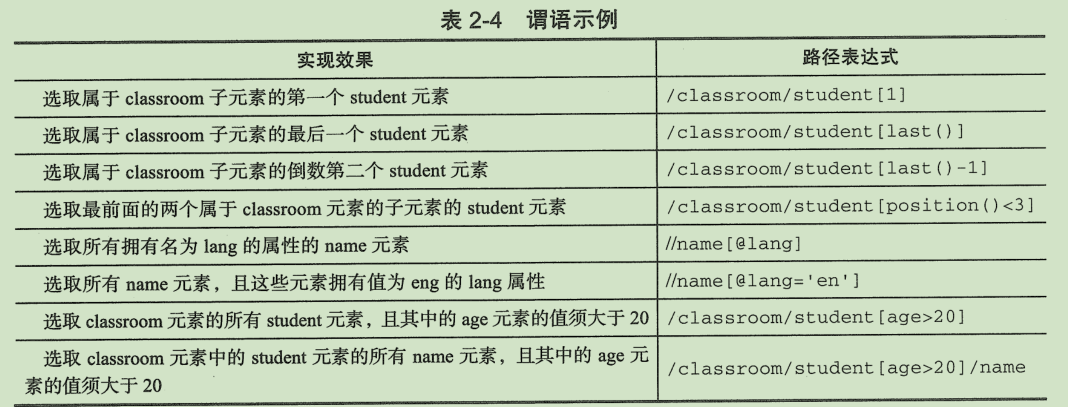 表 2-4 谓语示例
实现效果 路径表达式
选取属于 classroom 子元素的第一个 student 元素 /classroom/student[1]
选取属于 classroom 子元素的最后一个 student 元素 /classroom/student[last()]
选取属于 classroom 子元素的倒数第二个 student 元素 /classroom/student[last()-1]
选取最前面的两个属于 classroom 元素的子元素的 student 元素 /classroom/student[position()<3]
选取所有拥有名为 lang 的属性的 name 元素 //name[@lang]
选取所有 name 元素，且这些元素拥有值为 eng 的 lang 属性 //name[@lang='en']
选取 classroom 元素的所有 student 元素，且其中的 age 元素的值须大于 20 /classroom/student[age>20]
选取 classroom 元素中的 student 元素的所有 name 元素，且其中的 age 元
素的值须大于 20 /classroom/student[age>20]/name